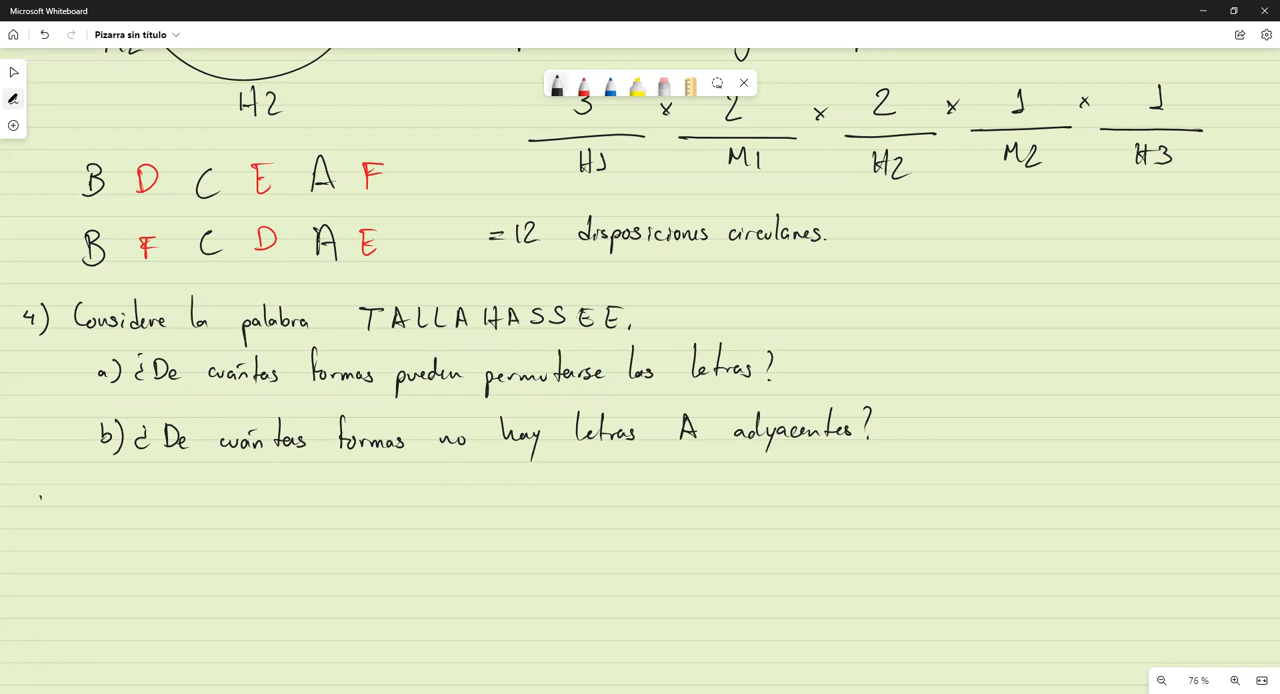 Microsoft Whiteboard
Pizarra sin título
H2
3 x 2 x 2 x 1 x 1
H1 M1 H2 M2 H3
B D C E A F
B F C D A E
= 12 disposiciones circulares.
4) Considere la palabra TALLAHASSEE.
a) ¿De cuántas formas pueden permutarse las letras?
b) ¿De cuántas formas no hay letras A adyacentes?
76 %